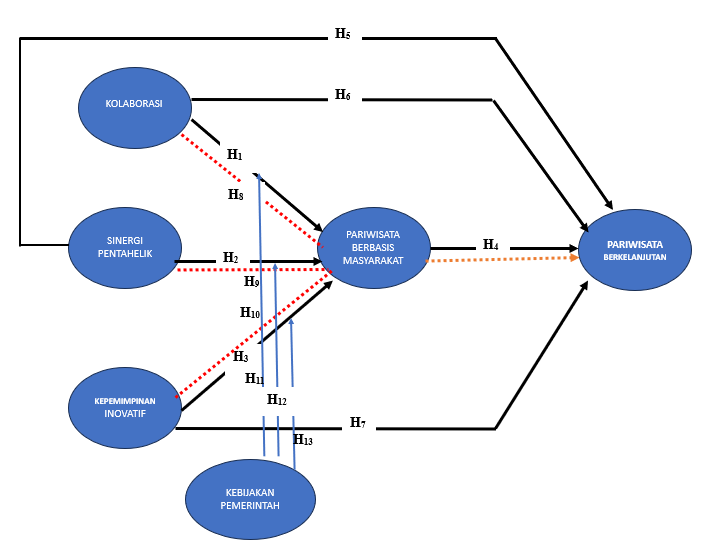 H5
H6
KOLABORASI
H1
H8
SINERGI
PENTAHELIK
H2
H9
PARIWISATA
BERBASIS
MASYARAKAT
H4
PARIWISATA
BERKELANJUTAN
H10
H3
H11
H12
KEPEMIMPINAN
INOVATIF
H7
H13
KEBIJAKAN
PEMERINTAH